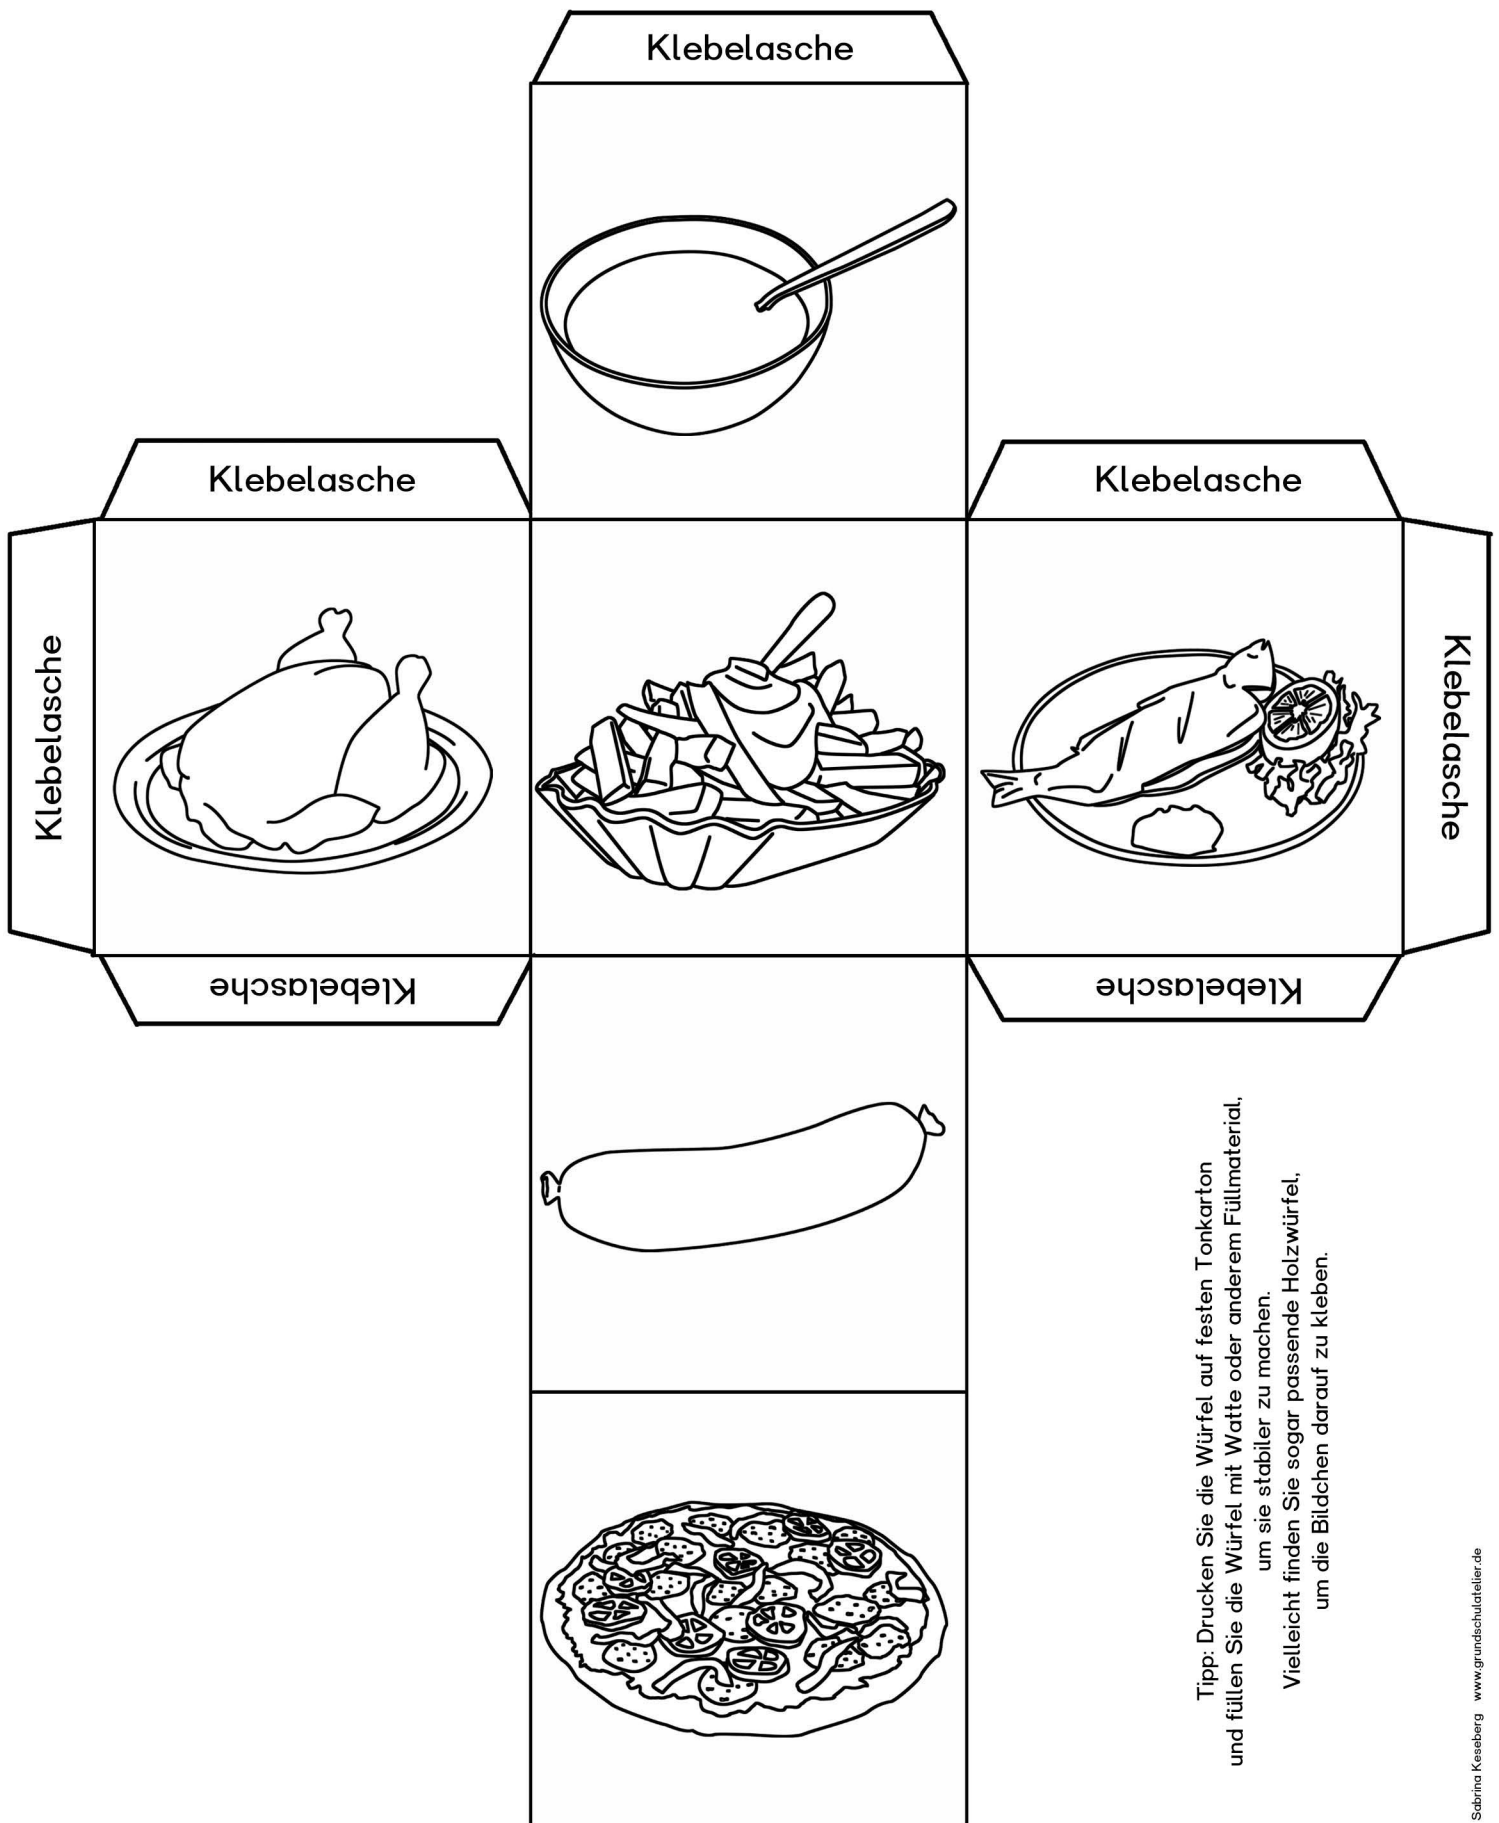 Klebelasche
Klebelasche
Klebelasche
Klebelasche
Klebelasche
Klebelasche
Klebelasche
Tipp: Drucken Sie die Würfel auf festen Tonkarton
und füllen Sie die Würfel mit Watte oder anderem Füllmaterial,
um sie stabiler zu machen.
Vielleicht finden Sie sogar passende Holzwürfel,
um die Bildchen darauf zu kleben.
Sabrina Keseberg www.grundschulatelier.de